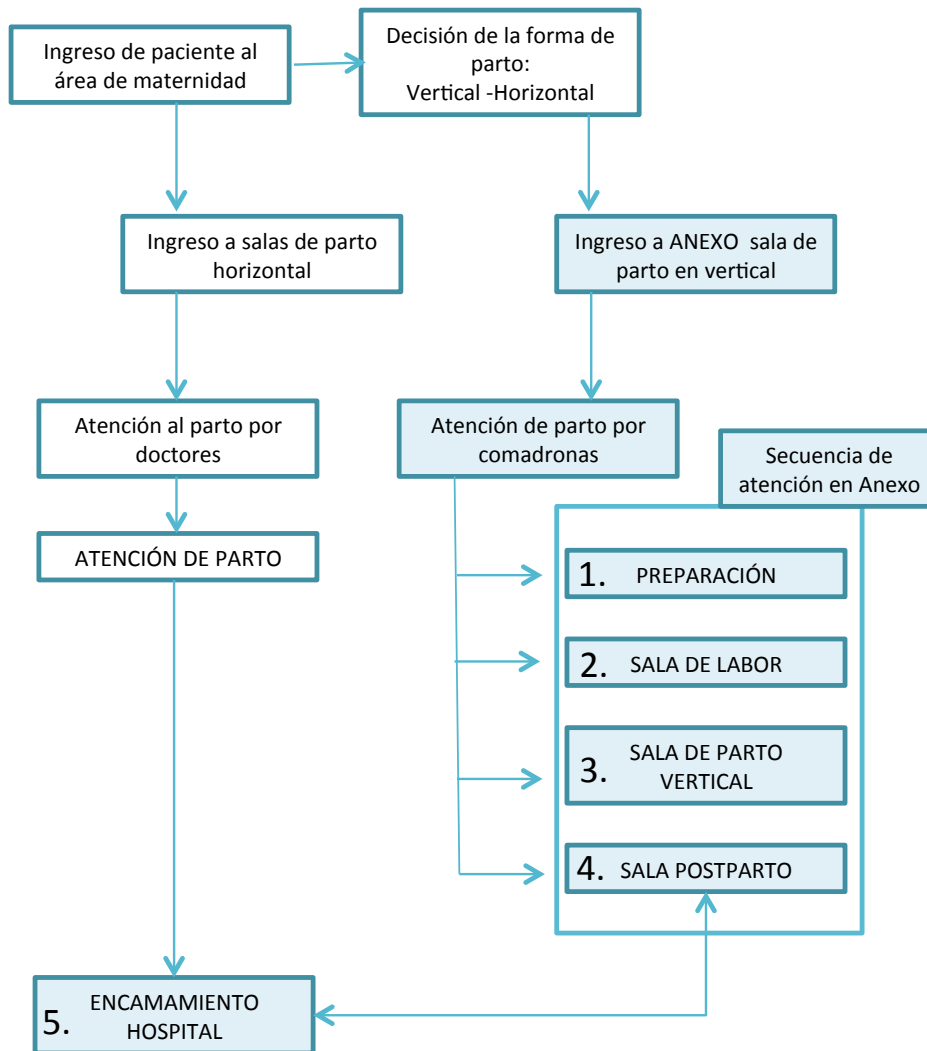 Ingreso de paciente al
área de maternidad
Decisión de la forma de
parto:
Vertical -Horizontal
Ingreso a salas de parto
horizontal
Ingreso a ANEXO sala de
parto en vertical
Atención al parto por
doctores
Atención de parto por
comadronas
Secuencia de
atención en Anexo
ATENCIÓN DE PARTO
1. PREPARACIÓN
2. SALA DE LABOR
3. SALA DE PARTO
VERTICAL
4. SALA POSTPARTO
5. ENCAMAMIENTO
HOSPITAL